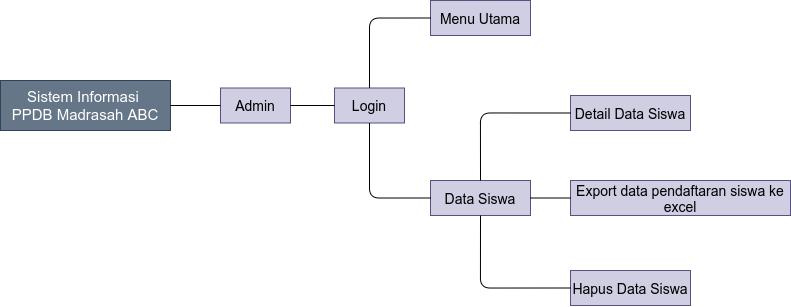 Menu Utama
Sistem Informasi
PPDB Madrasah ABC
Admin
Login
Detail Data Siswa
Data Siswa
Export data pendaftaran siswa ke
excel
Hapus Data Siswa